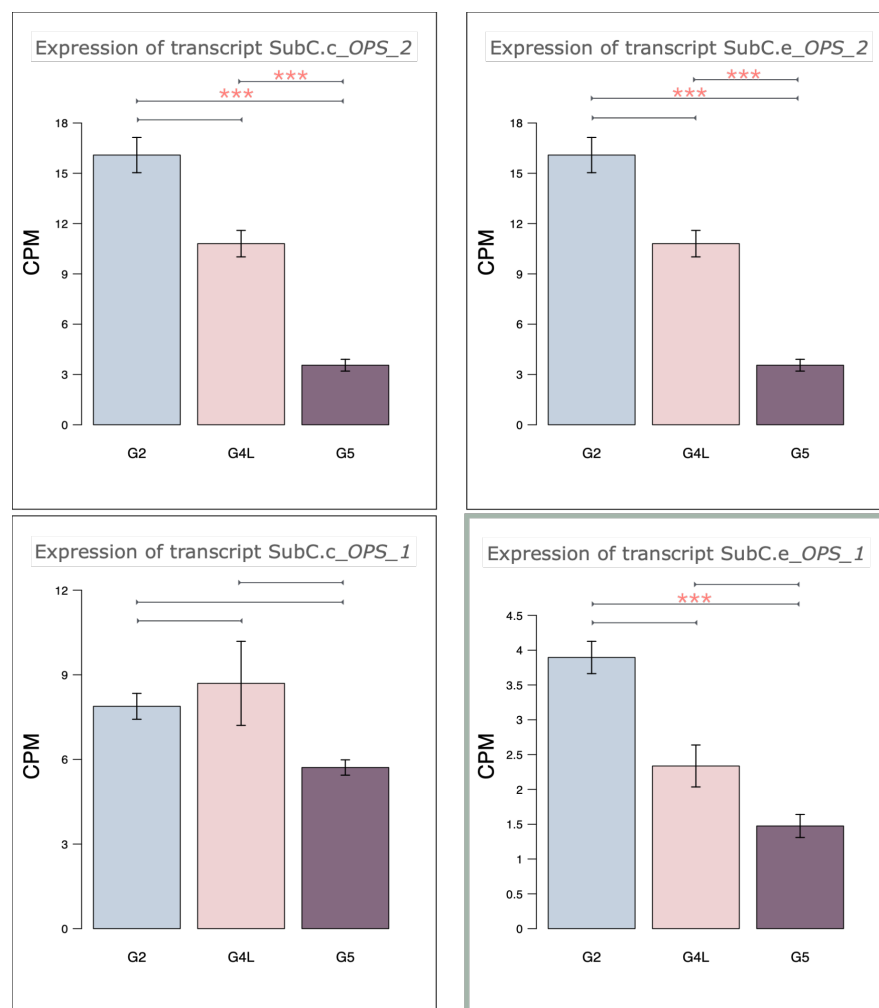 Expression of transcript SubC.c_OPS_2
***
***
18
15
12
9
6
3
0
CPM
G2 G4L G5
Expression of transcript SubC.e_OPS_2
***
***
18
15
12
9
6
3
0
CPM
G2 G4L G5
Expression of transcript SubC.c_OPS_1
12
9
6
3
0
CPM
G2 G4L G5
Expression of transcript SubC.e_OPS_1
***
4.5
4
3.5
3
2.5
2
1.5
1
0.5
0
CPM
G2 G4L G5